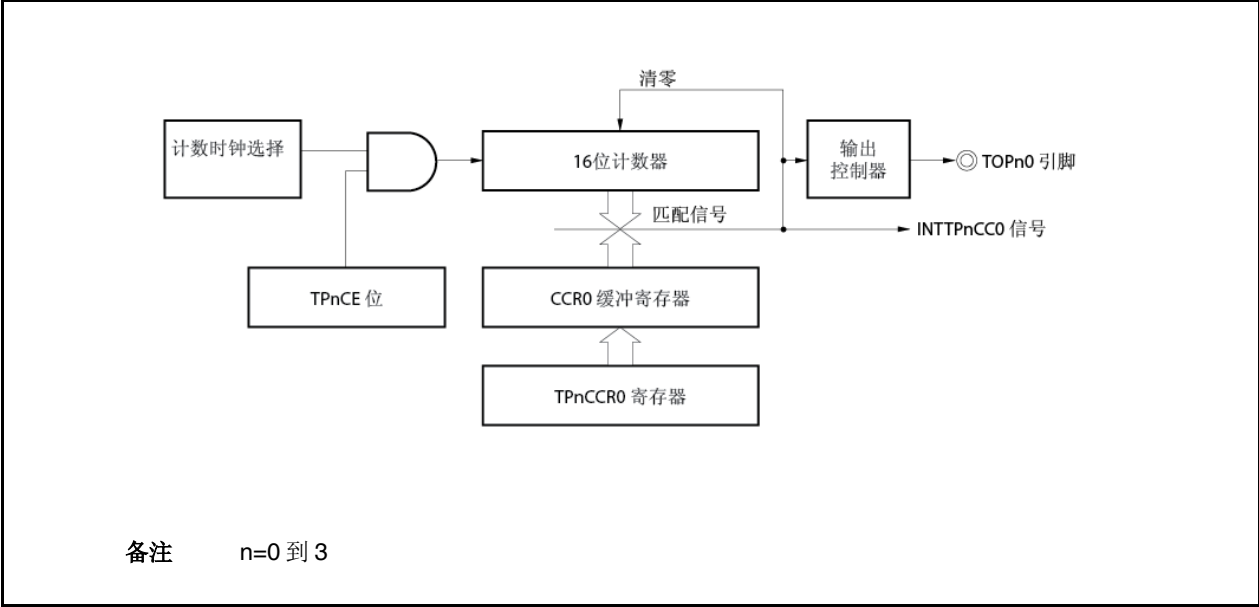 清零
计数时钟选择
16位计数器
输出
控制器
TOPn0 引脚
匹配信号
INTTPnCC0 信号
TPnCE 位
CCR0 缓冲寄存器
TPnCCR0 寄存器
备注 n=0 到 3